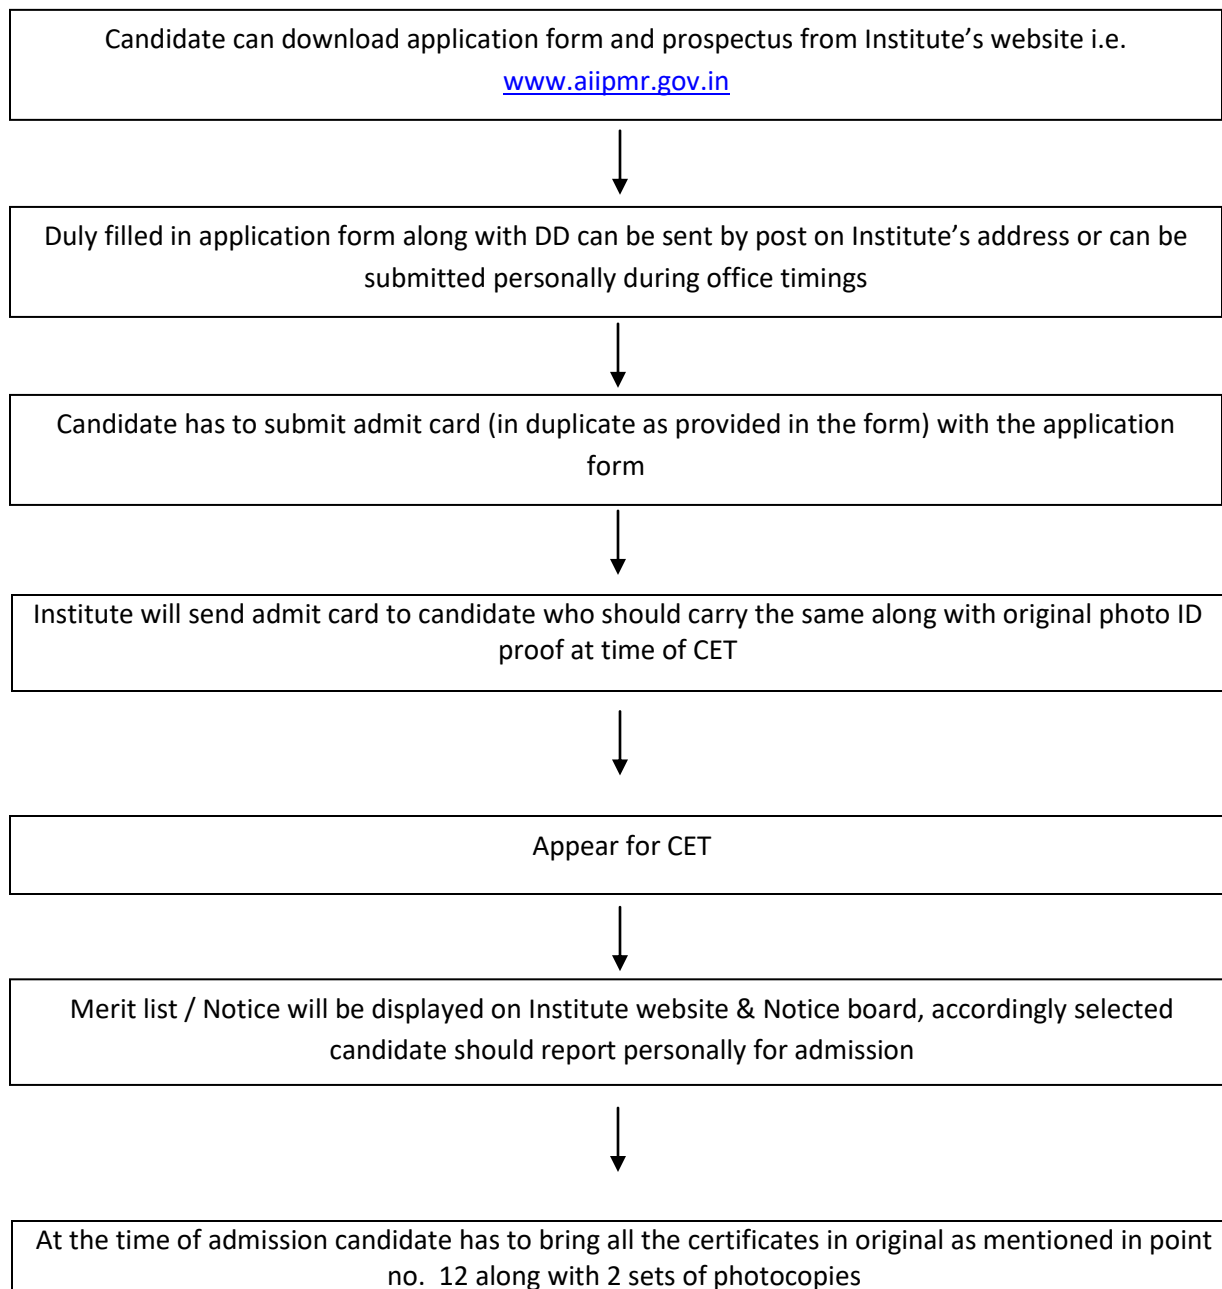 Candidate can download application form and prospectus from Institute’s website i.e.
www.aiipmr.gov.in
Duly filled in application form along with DD can be sent by post on Institute’s address or can be
submitted personally during office timings
Candidate has to submit admit card (in duplicate as provided in the form) with the application
form
Institute will send admit card to candidate who should carry the same along with original photo ID
proof at time of CET
Appear for CET
Merit list / Notice will be displayed on Institute website & Notice board, accordingly selected
candidate should report personally for admission
At the time of admission candidate has to bring all the certificates in original as mentioned in point
no. 12 along with 2 sets of photocopies